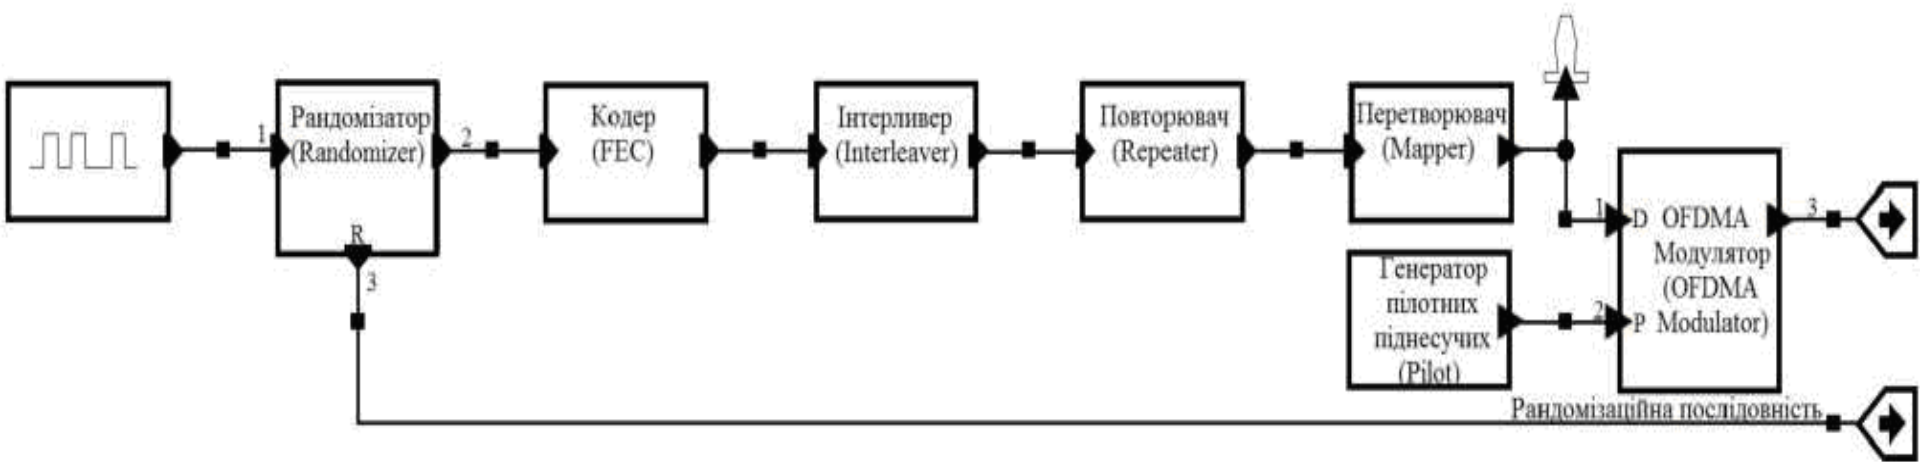 1
Рандомізатор
(Randomizer)
R
3
2
Кодер
(FEC)
Інтерливер
(Interleaver)
Повторювач
(Repeater)
Перетворювач
(Mapper)
1
D OFDMA
Модулятор
(OFDMA
P Modulator)
2
3
Генератор
пілотних
піднесучих
(Pilot)
Рандомізаційна послідовність